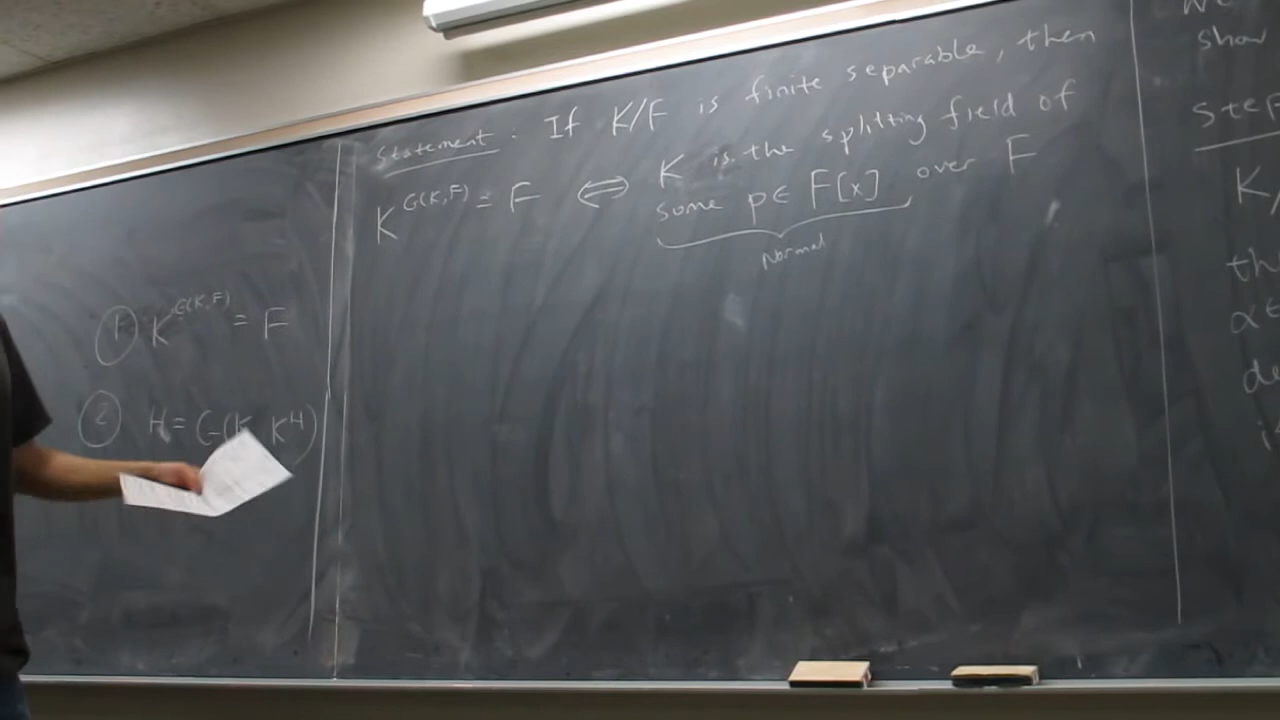 ① K^{G(K,F)} = F
② H = G(K, K^H)
Statement: If K/F is finite separable, then
K^{G(K,F)} = F ⟺ K is the splitting field of
some p ∈ F[x] over F
Normal
show
Step
K/
th
α ∈
de